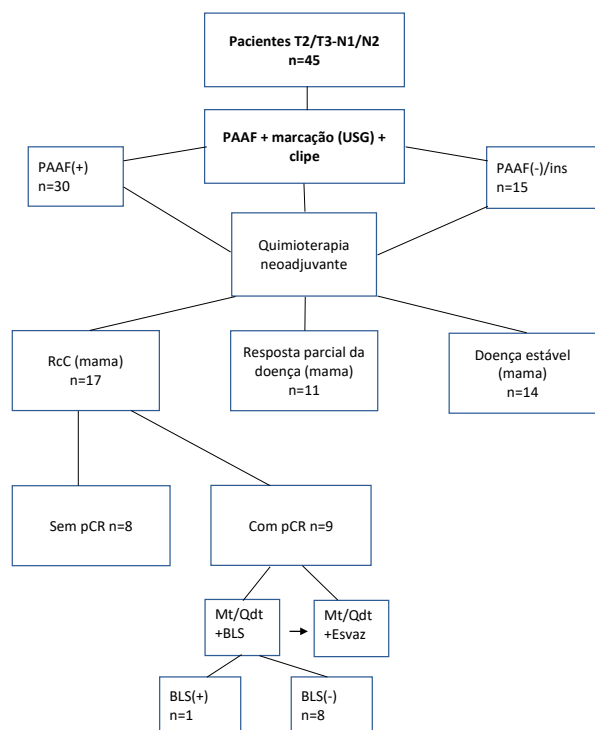 Pacientes T2/T3-N1/N2
n=45
PAAF + marcação (USG) +
clipe
PAAF(+)
n=30
PAAF(-)/ins
n=15
Quimioterapia
neoadjuvante
RcC (mama)
n=17
Resposta parcial da
doença (mama)
n=11
Doença estável
(mama)
n=14
Sem pCR n=8
Com pCR n=9
Mt/Qdt
+BLS
Mt/Qdt
+Esvaz
BLS(+)
n=1
BLS(-)
n=8